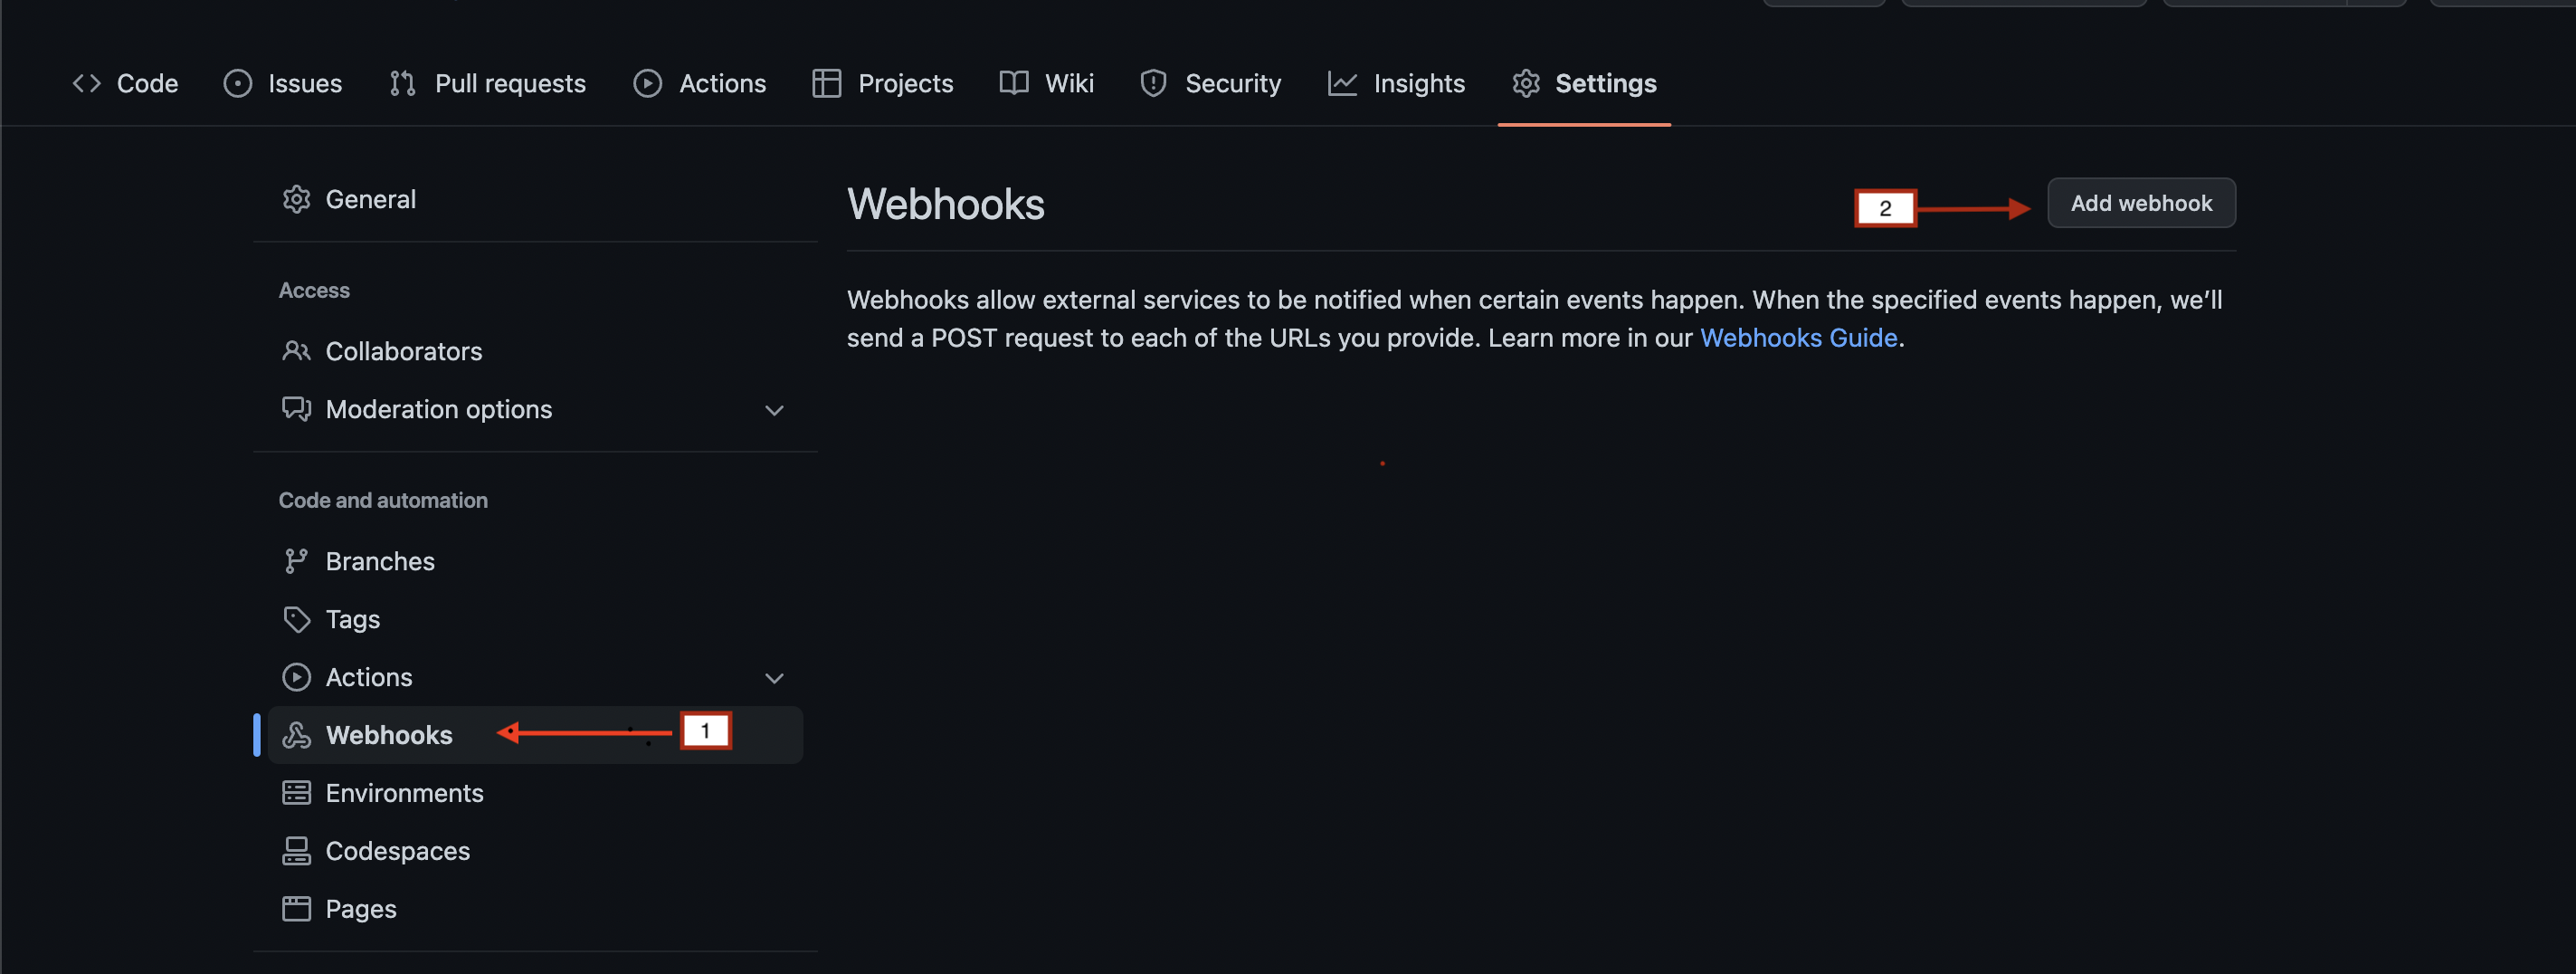 Code Issues Pull requests Actions Projects Wiki Security Insights Settings
General
Access
Collaborators
Moderation options
Code and automation
Branches
Tags
Actions
Webhooks 1
Environments
Codespaces
Pages
Webhooks 2 Add webhook
Webhooks allow external services to be notified when certain events happen. When the specified events happen, we’ll
send a POST request to each of the URLs you provide. Learn more in our Webhooks Guide.